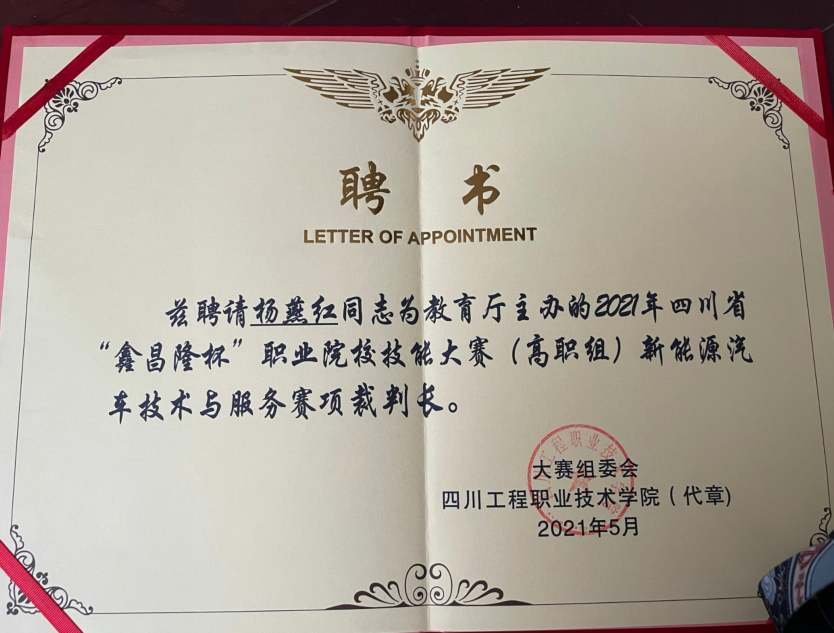 聘 书
LETTER OF APPOINTMENT
兹聘请杨燕红同志为教育厅主办的2021年四川省
“鑫昌隆杯”职业院校技能大赛(高职组)新能源汽
车技术与服务赛项裁判长。
大赛组委会
四川工程职业技术学院(代章)
2021年5月